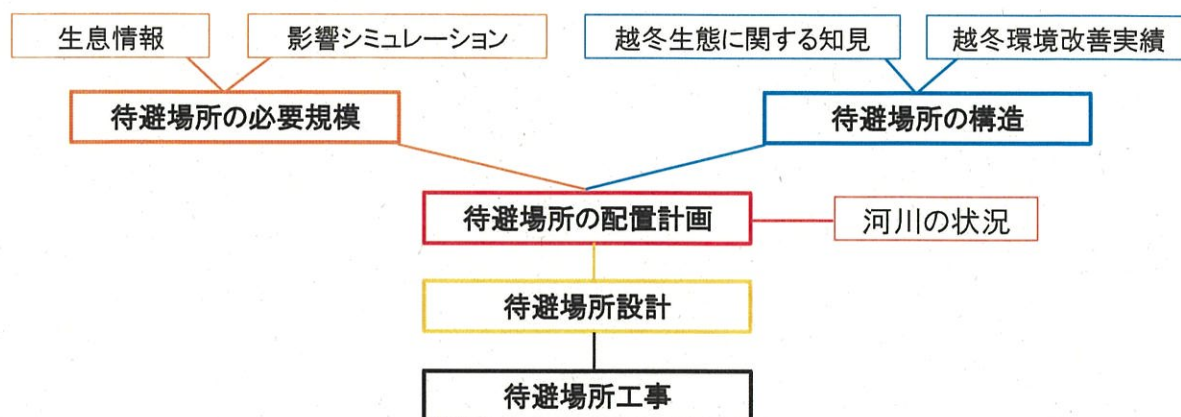 生息情報
影響シミュレーション
越冬生態に関する知見
越冬環境改善実績
待避場所の必要規模
待避場所の構造
待避場所の配置計画
河川の状況
待避場所設計
待避場所工事